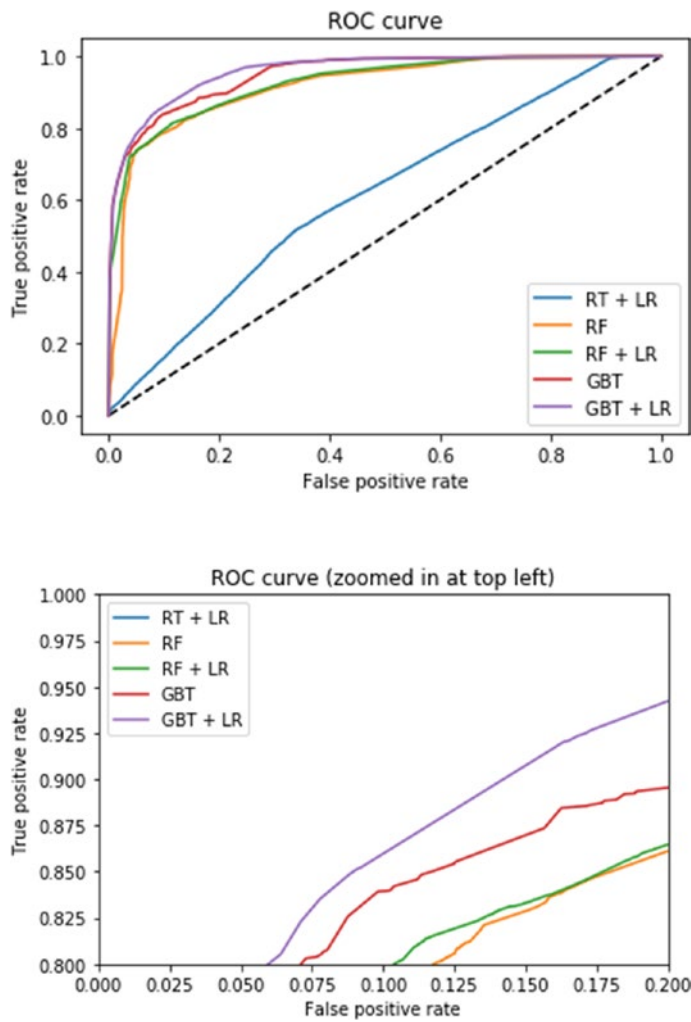 ROC curve
True positive rate
1.0
0.8
0.6
0.4
0.2
0.0
RT + LR
RF
RF + LR
GBT
GBT + LR
0.0 0.2 0.4 0.6 0.8 1.0
False positive rate
ROC curve (zoomed in at top left)
True positive rate
1.000
0.975
0.950
0.925
0.900
0.875
0.850
0.825
0.800
RT + LR
RF
RF + LR
GBT
GBT + LR
0.000 0.025 0.050 0.075 0.100 0.125 0.150 0.175 0.200
False positive rate